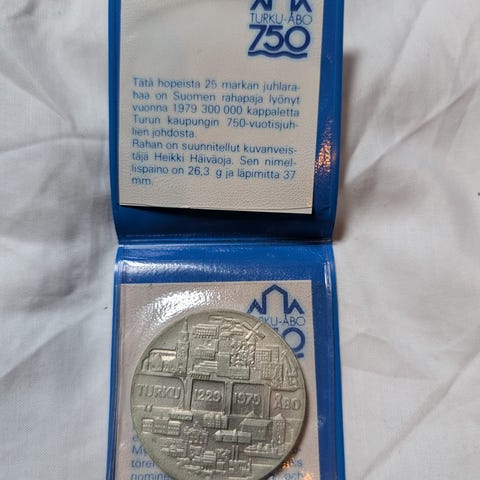 TURKU-ÅBO
750
Tätä hopeista 25 markan juhlara-
haa on Suomen rahapaja lyönyt
vuonna 1979 300 000 kappaletta
Turun kaupungin 750-vuotisjuh-
lien johdosta.
Rahan on suunnitellut kuvanveis-
täjä Heikki Häiväoja. Sen nimel-
lispaino on 26,3 g ja läpimitta 37
mm.
TURKU 1229 1979 ÅBO